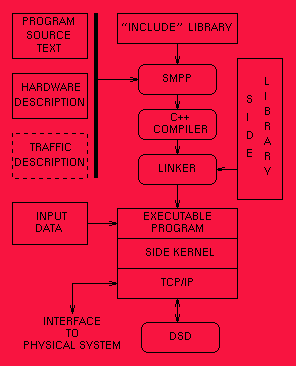 PROGRAM
SOURCE
TEXT
"INCLUDE" LIBRARY
SMPP
HARDWARE
DESCRIPTION
C++
COMPILER
SIDE
LIBRARY
TRAFFIC
DESCRIPTION
LINKER
INPUT
DATA
EXECUTABLE
PROGRAM
SIDE KERNEL
TCP/IP
INTERFACE
TO
PHYSICAL SYSTEM
DSD